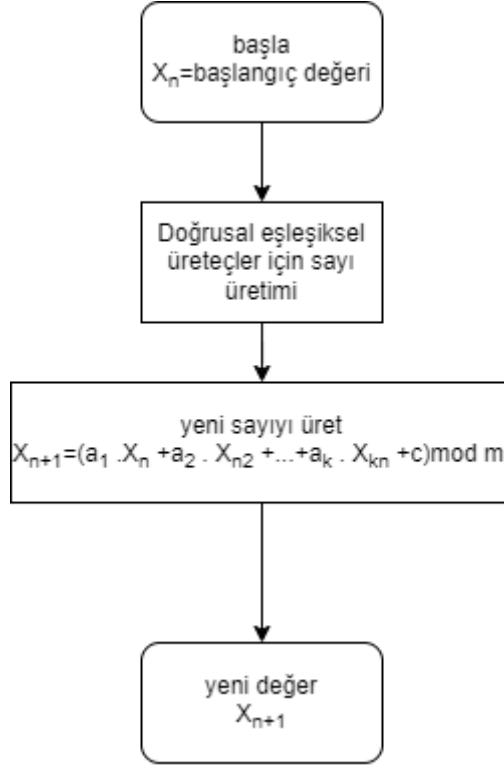 başla
Xn=başlangıç değeri
Doğrusal eşleşiksel
üreteçler için sayı
üretimi
yeni sayıyı üret
Xn+1=(a1 .Xn +a2 . Xn2 +...+ak . Xkn +c)mod m
yeni değer
Xn+1